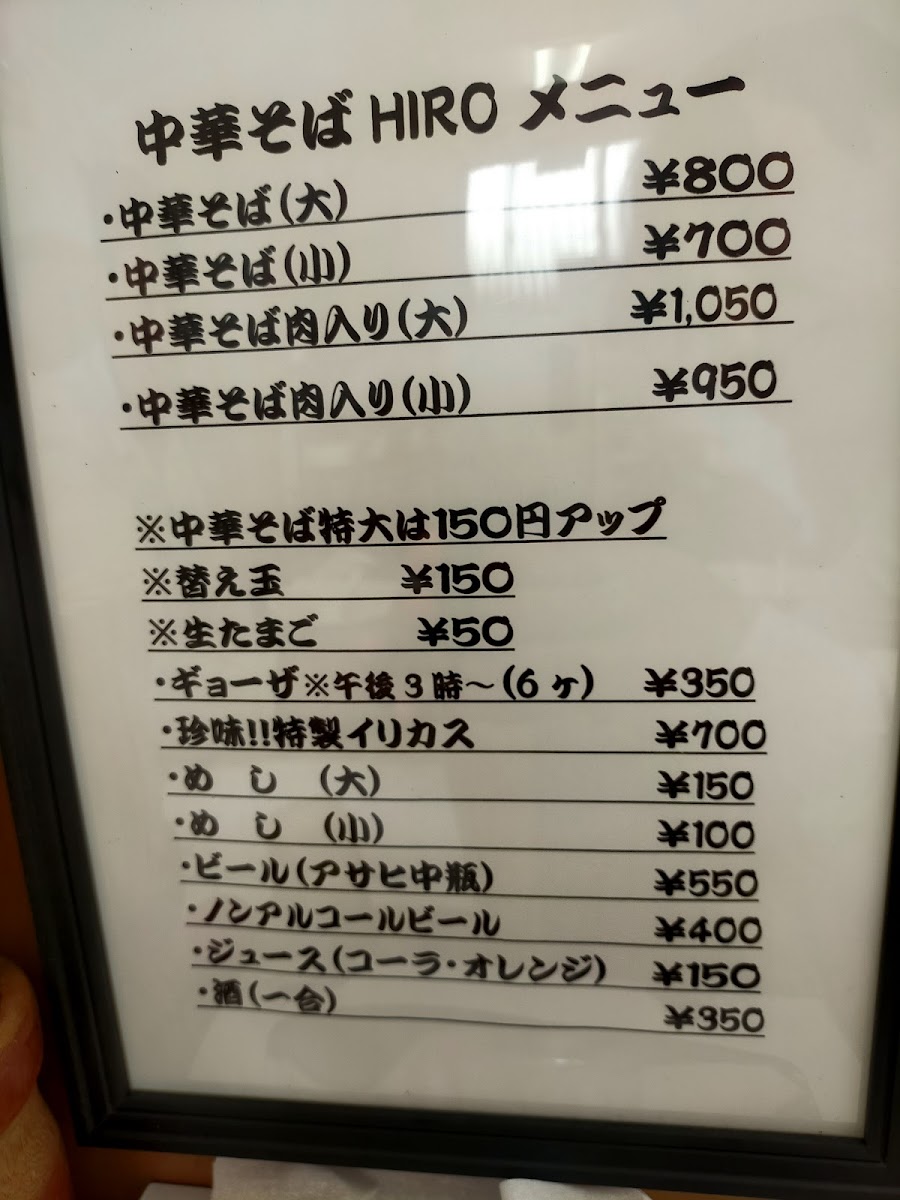 中華そば HIRO メニュー
・中華そば(大) ¥800
・中華そば(小) ¥700
・中華そば肉入り(大) ¥1,050
・中華そば肉入り(小) ¥950
※中華そば特大は150円アップ
※替え玉 ¥150
※生たまご ¥50
・ギョーザ※午後3時～(6ヶ) ¥350
・珍味!!特製イリカス ¥700
・め し (大) ¥150
・め し (小) ¥100
・ビール(アサヒ中瓶) ¥550
・ノンアルコールビール ¥400
・ジュース(コーラ・オレンジ) ¥150
・酒(一合) ¥350